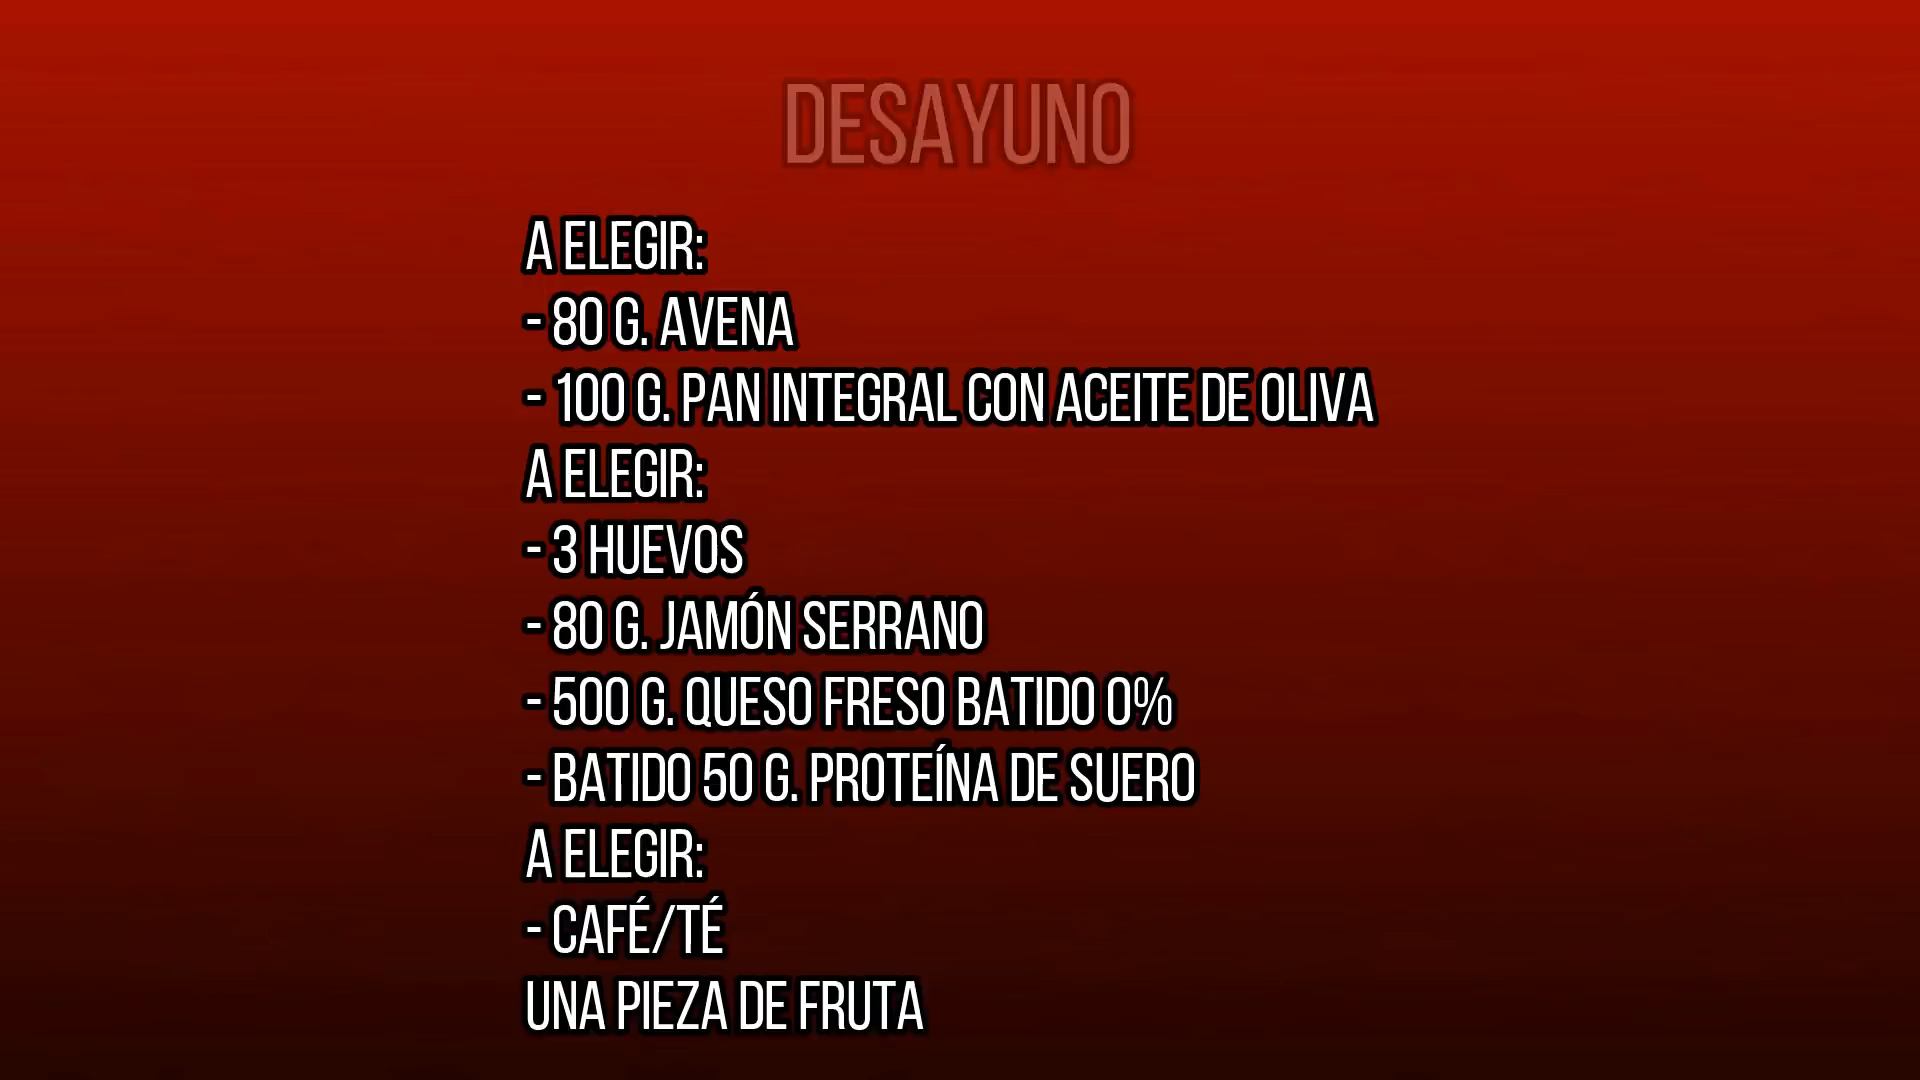 DESAYUNO
A ELEGIR:
- 80 G. AVENA
- 100 G. PAN INTEGRAL CON ACEITE DE OLIVA
A ELEGIR:
- 3 HUEVOS
- 80 G. JAMÓN SERRANO
- 500 G. QUESO FRESO BATIDO 0%
- BATIDO 50 G. PROTEÍNA DE SUERO
A ELEGIR:
- CAFÉ/TÉ
UNA PIEZA DE FRUTA